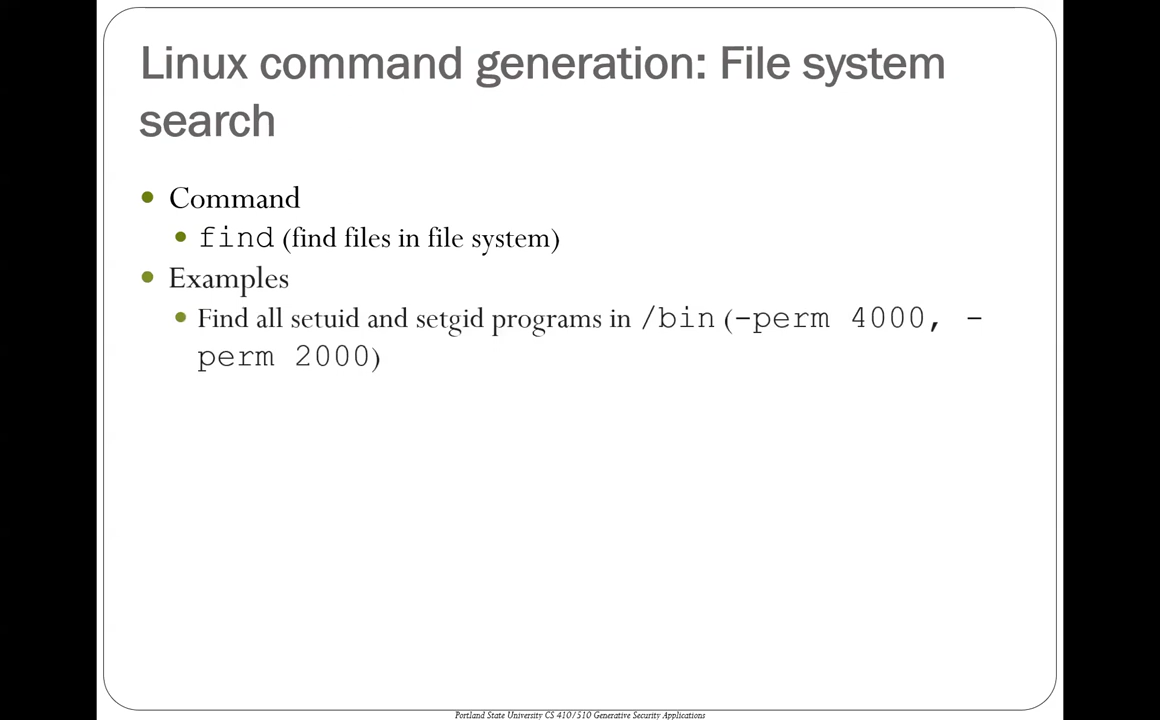 Linux command generation: File system
search
• Command
• find (find files in file system)
• Examples
• Find all setuid and setgid programs in /bin (-perm 4000, -
perm 2000)
Portland State University CS 410/510 Generative Security Applications